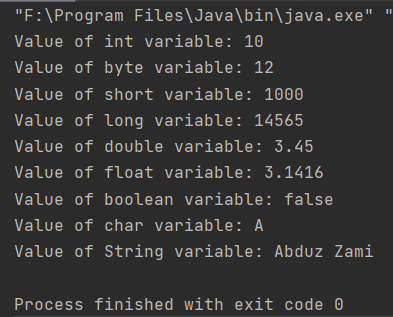 "F:\Program Files\Java\bin\java.exe" "
Value of int variable: 10
Value of byte variable: 12
Value of short variable: 1000
Value of long variable: 14565
Value of double variable: 3.45
Value of float variable: 3.1416
Value of boolean variable: false
Value of char variable: A
Value of String variable: Abduz Zami
Process finished with exit code 0